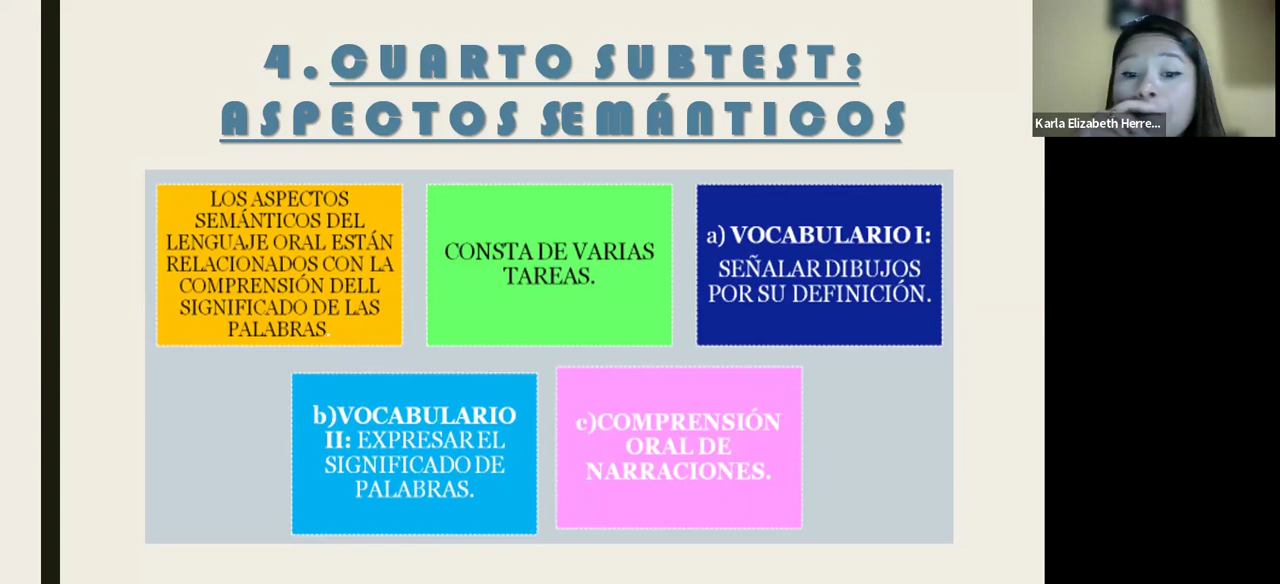 4. CUARTO SUBTEST:
ASPECTOS SEMÁNTICOS
LOS ASPECTOS
SEMÁNTICOS DEL
LENGUAJE ORAL ESTÁN
RELACIONADOS CON LA
COMPRENSIÓN DELL
SIGNIFICADO DE LAS
PALABRAS.
CONSTA DE VARIAS
TAREAS.
a) VOCABULARIO I:
SEÑALAR DIBUJOS
POR SU DEFINICIÓN.
b)VOCABULARIO
II: EXPRESAR EL
SIGNIFICADO DE
PALABRAS.
c)COMPRENSIÓN
ORAL DE
NARRACIONES.
Karla Elizabeth Herre...